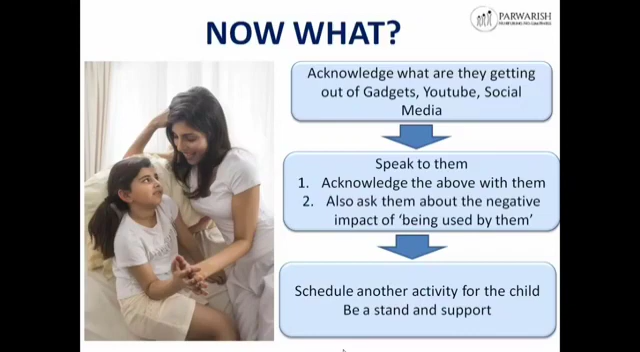 NOW WHAT?
PARWARISH
Acknowledge what are they getting
out of Gadgets, Youtube, Social
Media
Speak to them
1. Acknowledge the above with them
2. Also ask them about the negative
impact of ‘being used by them’
Schedule another activity for the child
Be a stand and support